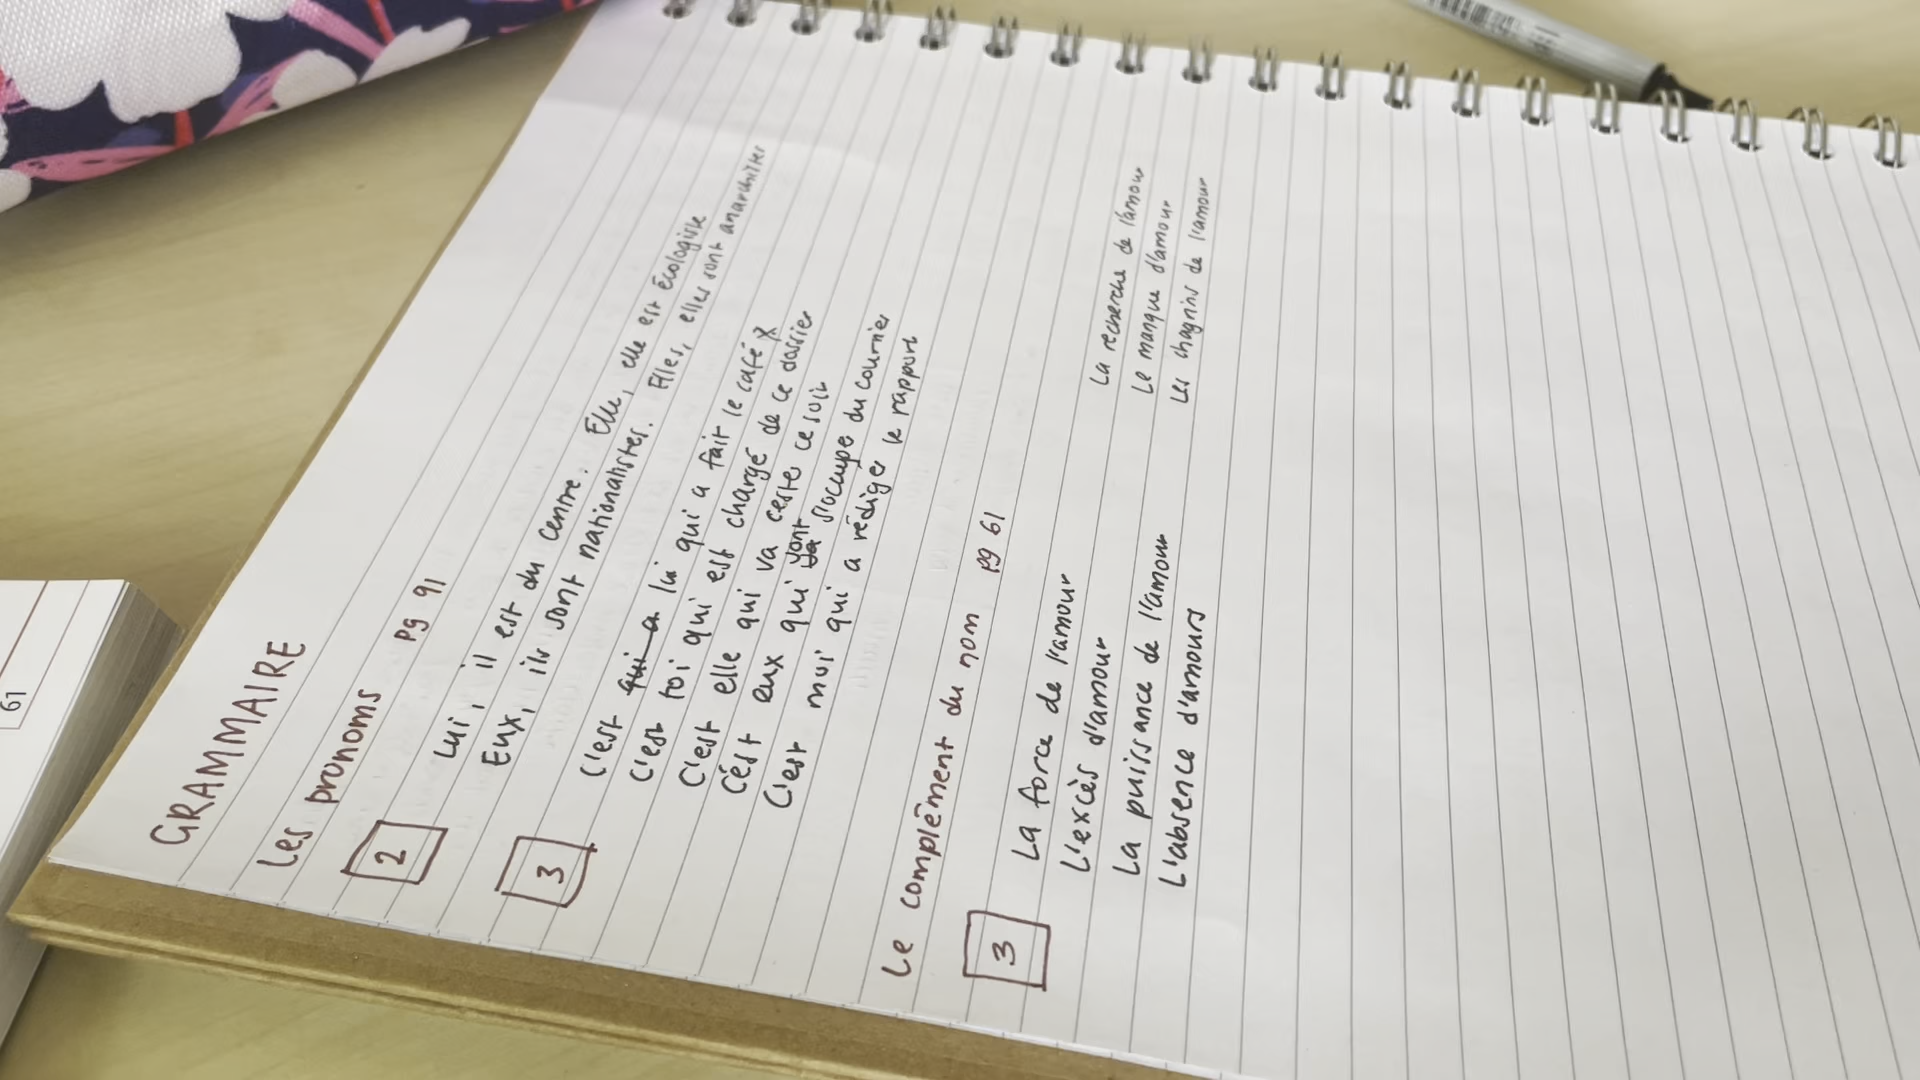 GRAMMAIRE
Les pronoms pg 91
2
Lui, il est du centre. Elle, elle est écologiste
Eux, ils sont nationalistes. Elles, elles sont anarchistes
3
C'est qui a lui qui a fait le café x
C'est toi qui est chargé de ce dossier
C'est elle qui va rester ce soir
C'est eux qui vont s'occupe du courrier
C'est moi qui a rédiger le rapport
Le complément du nom pg 61
3
La force de l'amour La recherche de l'amour
L'excès d'amour Le manque d'amour
La puissance de l'amour Les chagrins de l'amour
L'absence d'amours
61